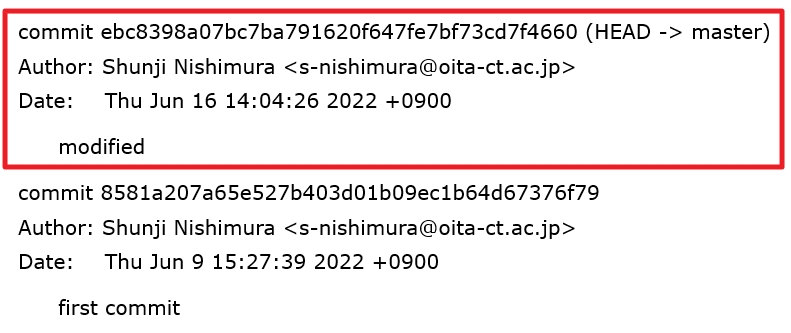 commit ebc8398a07bc7ba791620f647fe7bf73cd7f4660 (HEAD -> master)
Author: Shunji Nishimura <s-nishimura@oita-ct.ac.jp>
Date: Thu Jun 16 14:04:26 2022 +0900
modified
commit 8581a207a65e527b403d01b09ec1b64d67376f79
Author: Shunji Nishimura <s-nishimura@oita-ct.ac.jp>
Date: Thu Jun 9 15:27:39 2022 +0900
first commit